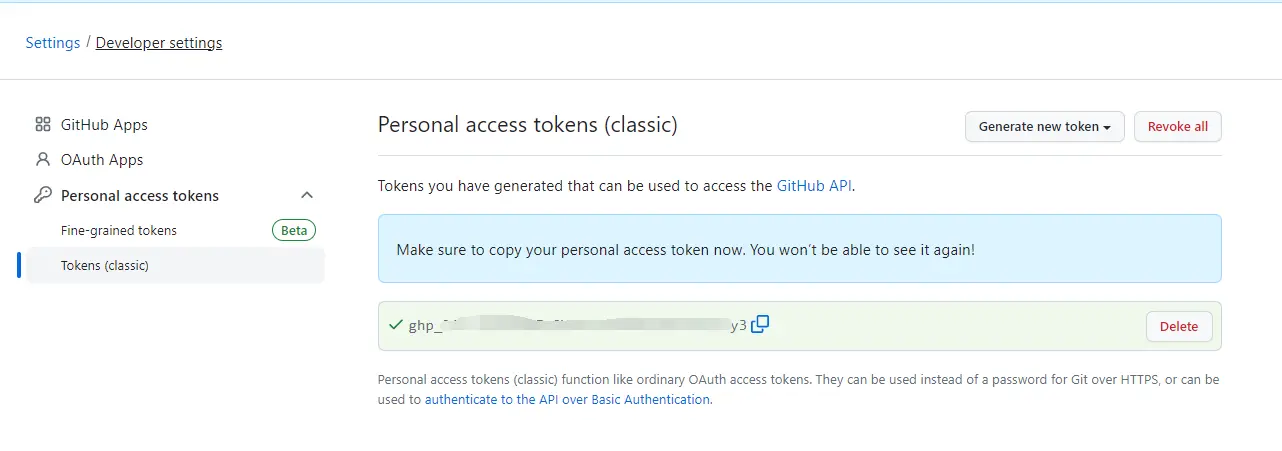 Settings / Developer settings
GitHub Apps
OAuth Apps
Personal access tokens
Fine-grained tokens Beta
Tokens (classic)
Personal access tokens (classic)
Generate new token
Revoke all
Tokens you have generated that can be used to access the GitHub API.
Make sure to copy your personal access token now. You won't be able to see it again!
ghp_ y3
Delete
Personal access tokens (classic) function like ordinary OAuth access tokens. They can be used instead of a password for Git over HTTPS, or can be
used to authenticate to the API over Basic Authentication.